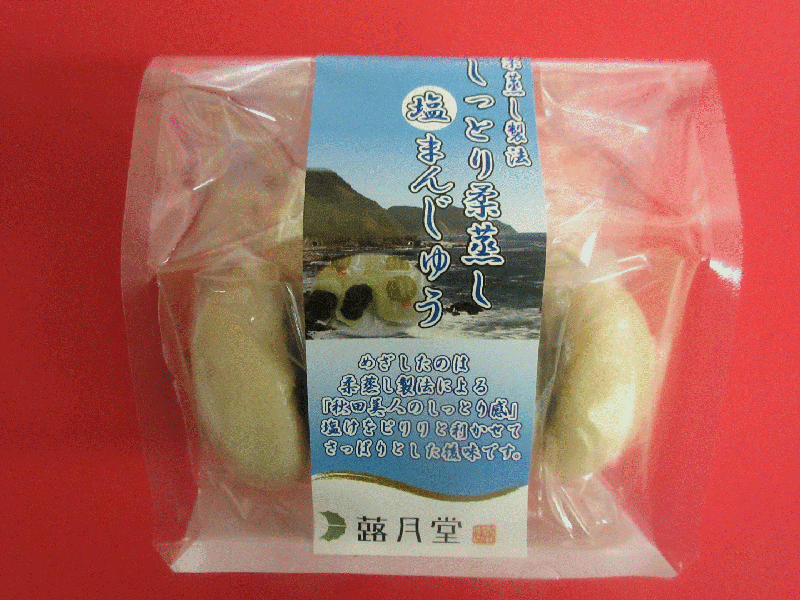 柔蒸し製法
しっとり柔蒸し
塩まんじゅう
めざしたのは
柔蒸し製法による
『秋田美人のしっとり感』
塩けをピリリと利かせて
さっぱりとした後味です。
蕗月堂